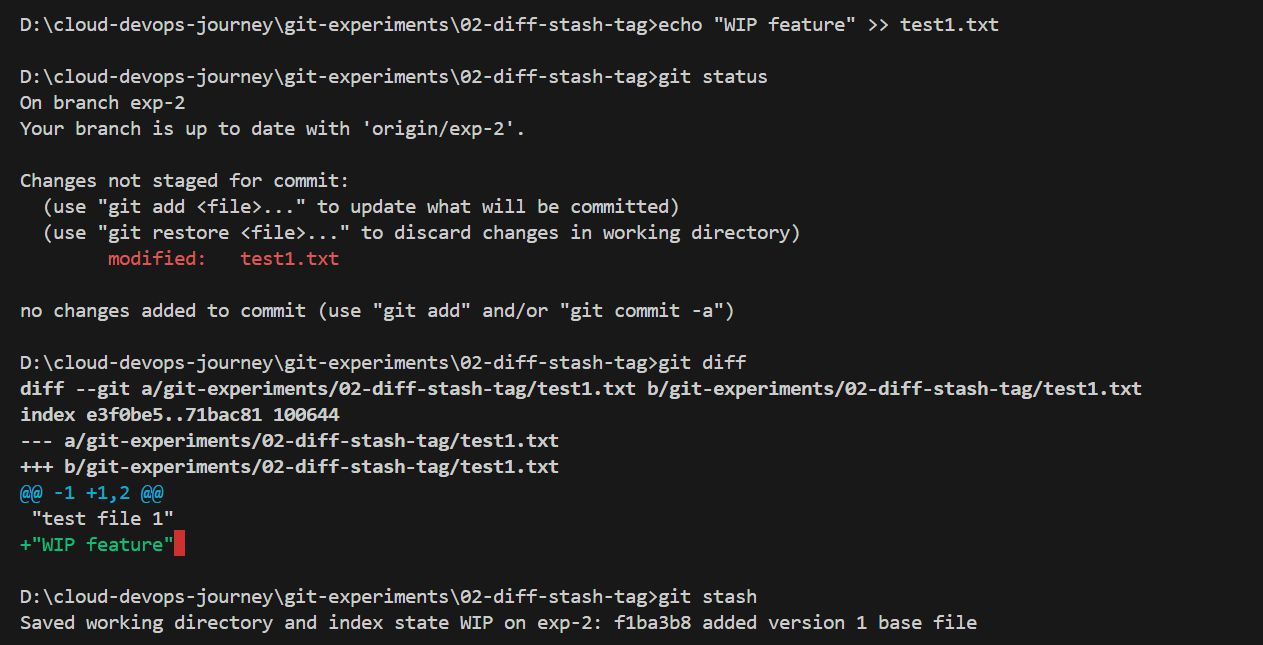 D:\cloud-devops-journey\git-experiments\02-diff-stash-tag>echo "WIP feature" >> test1.txt
D:\cloud-devops-journey\git-experiments\02-diff-stash-tag>git status
On branch exp-2
Your branch is up to date with 'origin/exp-2'.
Changes not staged for commit:
  (use "git add <file>..." to update what will be committed)
  (use "git restore <file>..." to discard changes in working directory)
        modified:   test1.txt
no changes added to commit (use "git add" and/or "git commit -a")
D:\cloud-devops-journey\git-experiments\02-diff-stash-tag>git diff
diff --git a/git-experiments/02-diff-stash-tag/test1.txt b/git-experiments/02-diff-stash-tag/test1.txt
index e3f0be5..71bac81 100644
--- a/git-experiments/02-diff-stash-tag/test1.txt
+++ b/git-experiments/02-diff-stash-tag/test1.txt
@@ -1 +1,2 @@
 "test file 1"
+"WIP feature"
D:\cloud-devops-journey\git-experiments\02-diff-stash-tag>git stash
Saved working directory and index state WIP on exp-2: f1ba3b8 added version 1 base file